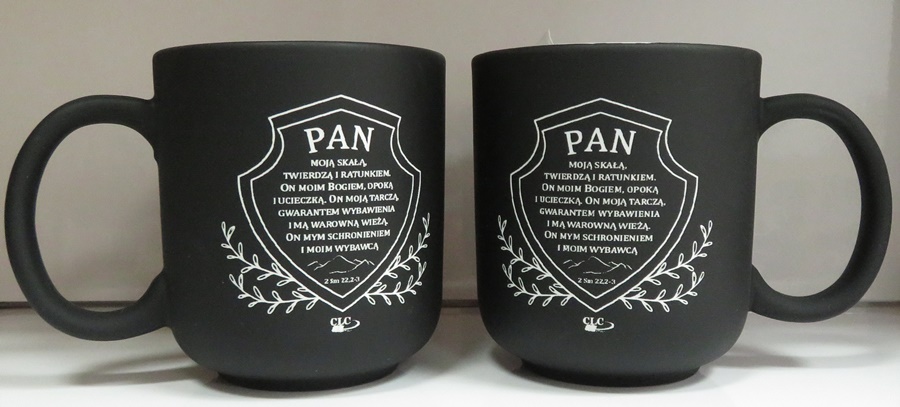 PAN
MOJĄ SKAŁĄ,
TWIERDZĄ I RATUNKIEM.
ON MOIM BOGIEM, OPOKĄ
I UCIECZKĄ. ON MOJĄ TARCZĄ,
GWARANTEM WYBAWIENIA
I MĄ WAROWNĄ WIEŻĄ.
ON MYM SCHRONIENIEM
I MOIM WYBAWCĄ
2 Sm 22,2-3
CLC
PAN
MOJĄ SKAŁĄ,
TWIERDZĄ I RATUNKIEM.
ON MOIM BOGIEM, OPOKĄ
I UCIECZKĄ. ON MOJĄ TARCZĄ,
GWARANTEM WYBAWIENIA
I MĄ WAROWNĄ WIEŻĄ.
ON MYM SCHRONIENIEM
I MOIM WYBAWCĄ
2 Sm 22,2-3
CLC